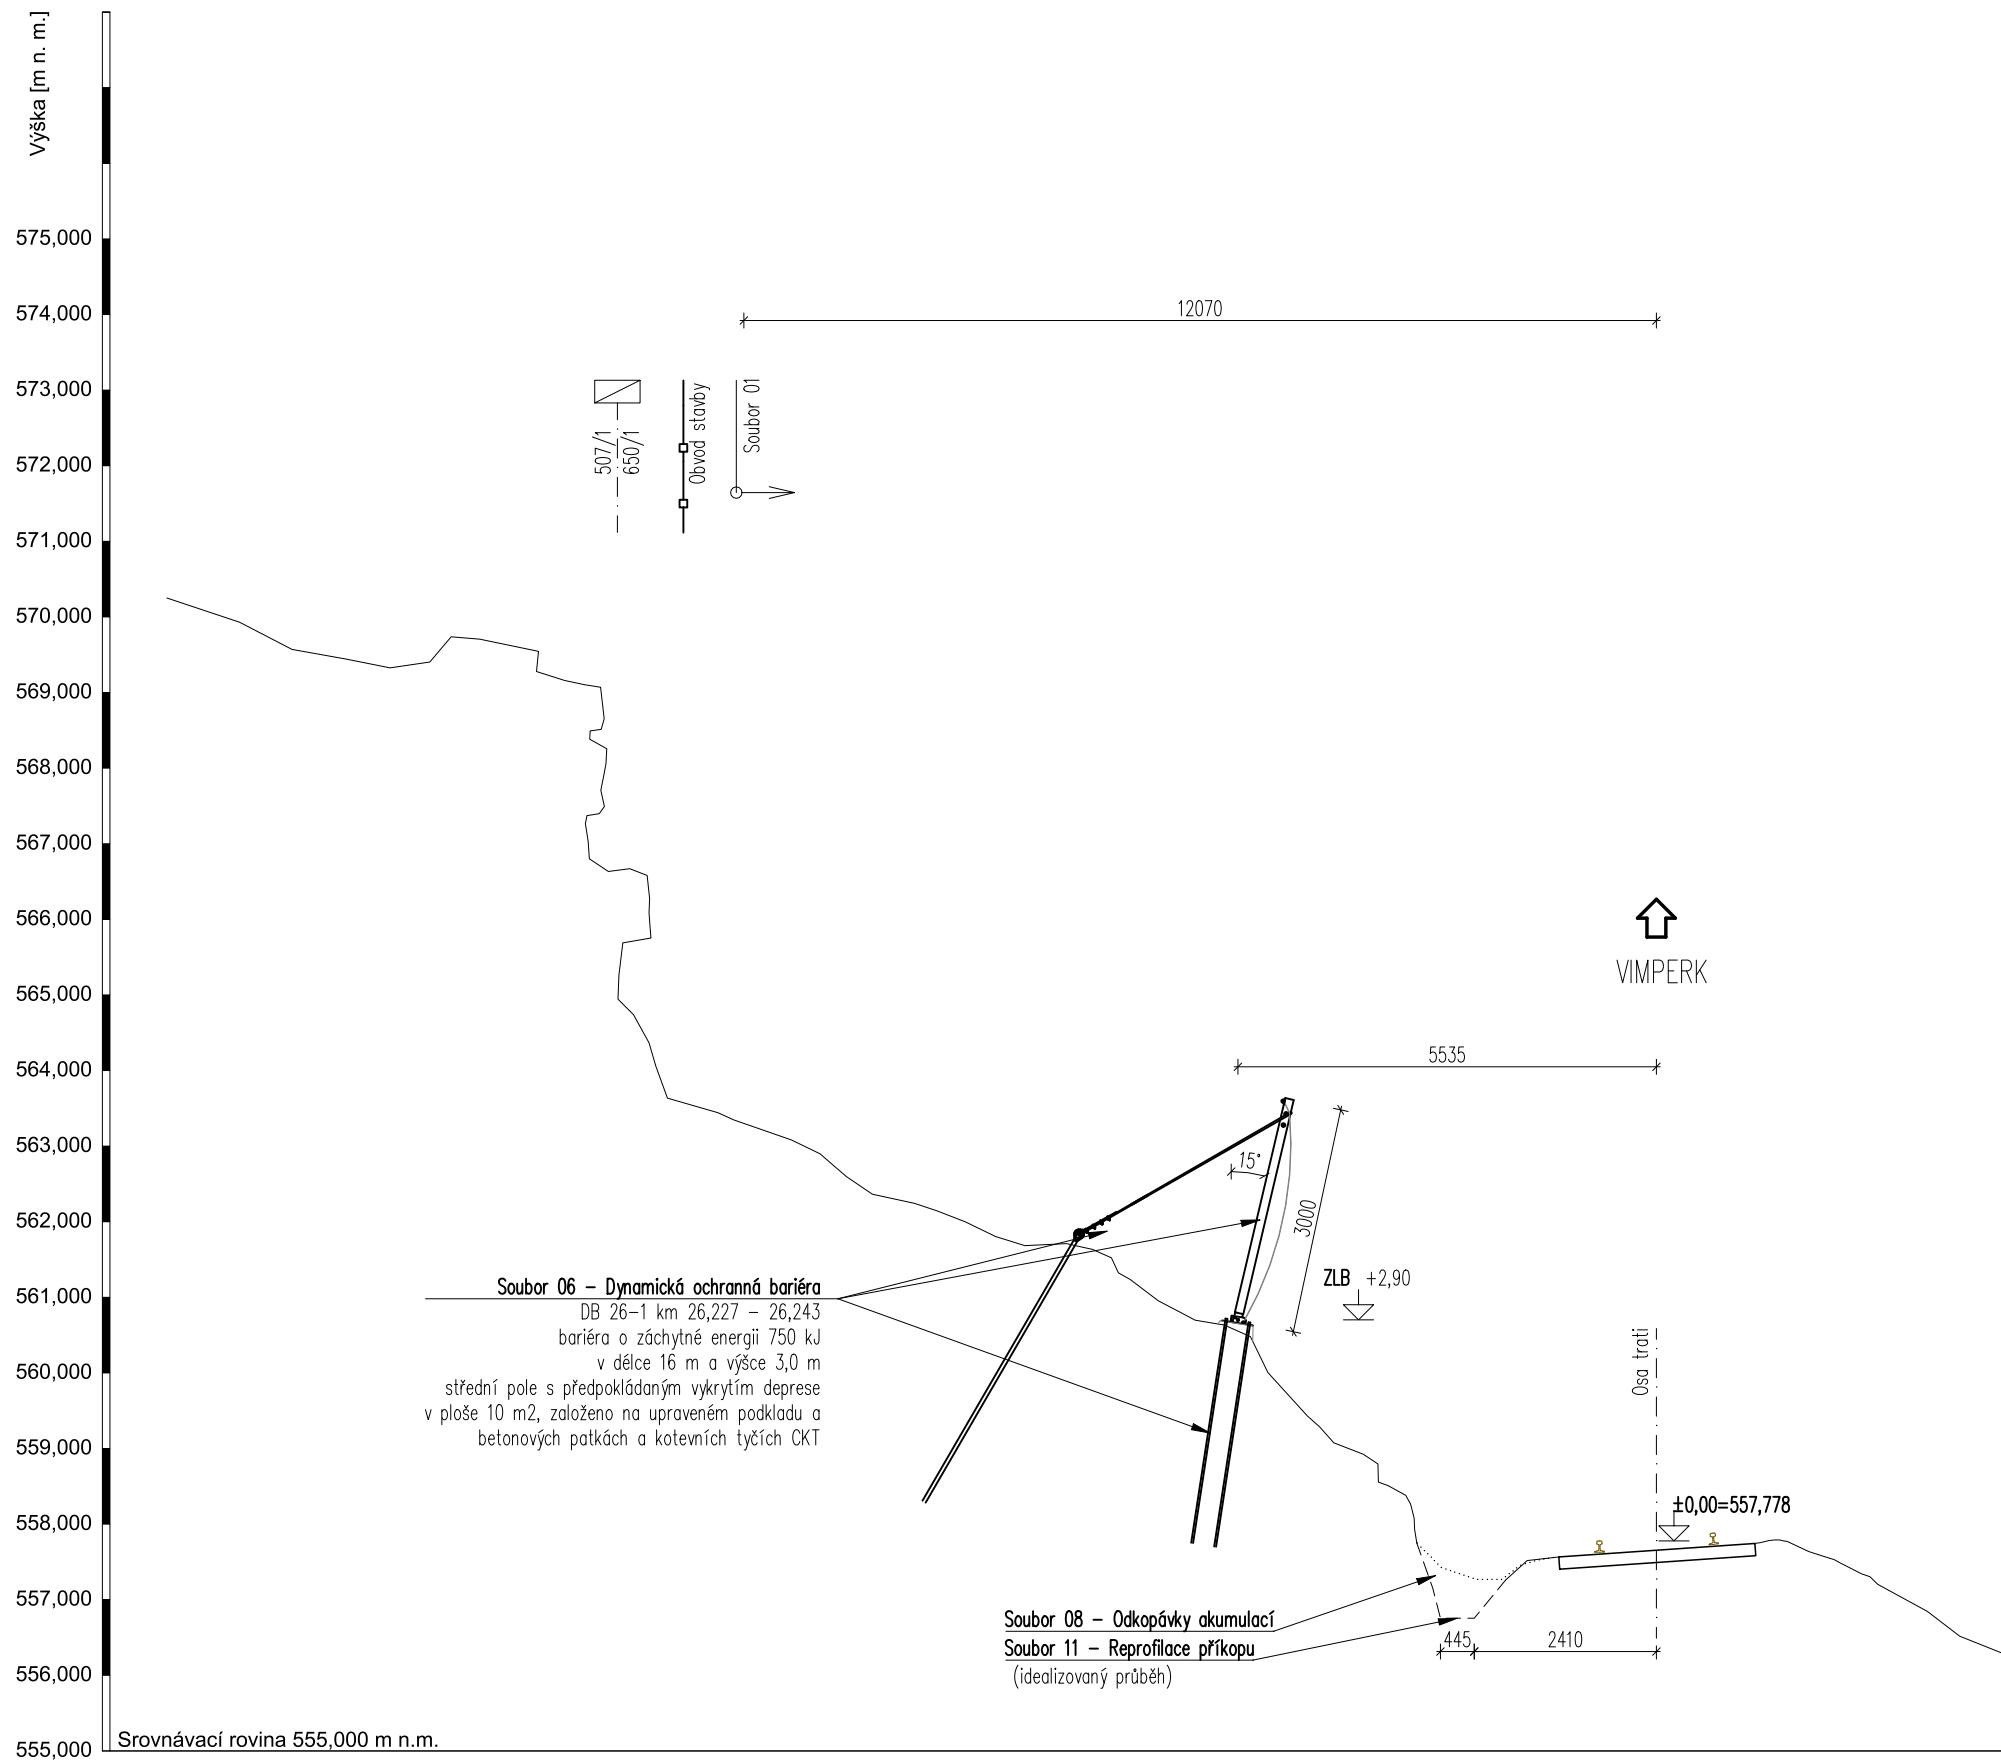 Výška [m n. m.]
575,000
574,000
573,000
572,000
571,000
570,000
569,000
568,000
567,000
566,000
565,000
564,000
563,000
562,000
561,000
560,000
559,000
558,000
557,000
556,000
555,000
12070
507/1
650/1
Obvod stavby
Soubor 01
VIMPERK
5535
15°
3000
ZLB +2,90
Soubor 06 – Dynamická ochranná bariéra
DB 26–1 km 26,227 – 26,243
bariéra o záchytné energii 750 kJ
v délce 16 m a výšce 3,0 m
střední pole s předpokládaným vykrytím deprese
v ploše 10 m2, založeno na upraveném podkladu a
betonových patkách a kotevních tyčích CKT
Osa trati
±0,00=557,778
Soubor 08 – Odkopávky akumulací
Soubor 11 – Reprofilace příkopu
(idealizovaný průběh)
445
2410
Srovnávací rovina 555,000 m n.m.